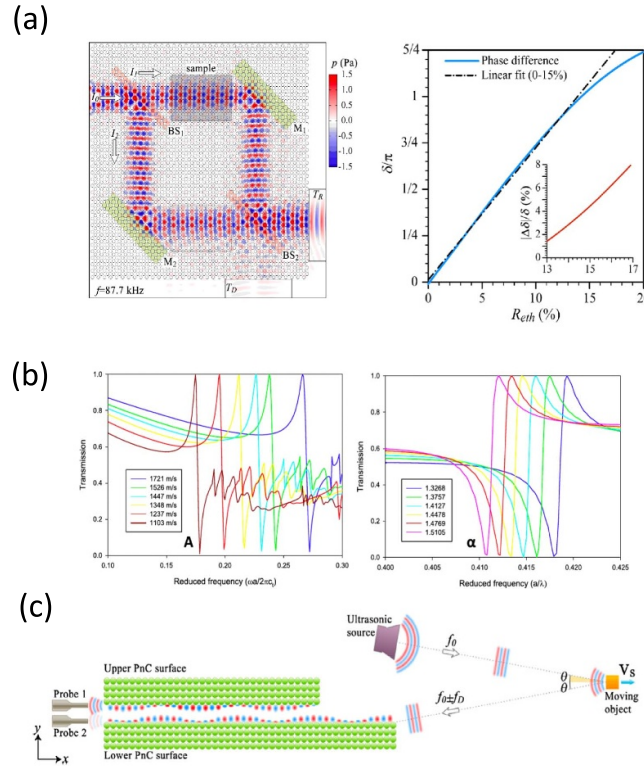 (a)
I₁
sample
p (Pa)
1.5
1.0
0.5
0
-0.5
-1.0
-1.5
I₂
BS₁
M₁
T_R
M₂
BS₂
f=87.7 kHz
T_D
5/4
1
3/4
1/2
1/4
0
δ/π
Phase difference
Linear fit (0-15%)
|Δδ|/δ (%)
8
6
4
2
0
13 15 17
0 5 10 15 20
R_eth (%)
(b)
Transmission
1.0
0.8
0.6
0.4
0.2
0.0
1721 m/s
1526 m/s
1447 m/s
1348 m/s
1237 m/s
1103 m/s
A
0.10 0.15 0.20 0.25 0.30
Reduced frequency (ωa/2πc_l)
Transmission
1.0
0.8
0.6
0.4
0.2
0.0
1.3268
1.3757
1.4127
1.4478
1.4769
1.5105
α
0.400 0.405 0.410 0.415 0.420 0.425
Reduced frequency (a/λ)
(c)
Ultrasonic
source
f₀
Upper PnC surface
Probe 1
Probe 2
θ
θ
V_S
Moving
object
f₀±f_D
y
x
Lower PnC surface